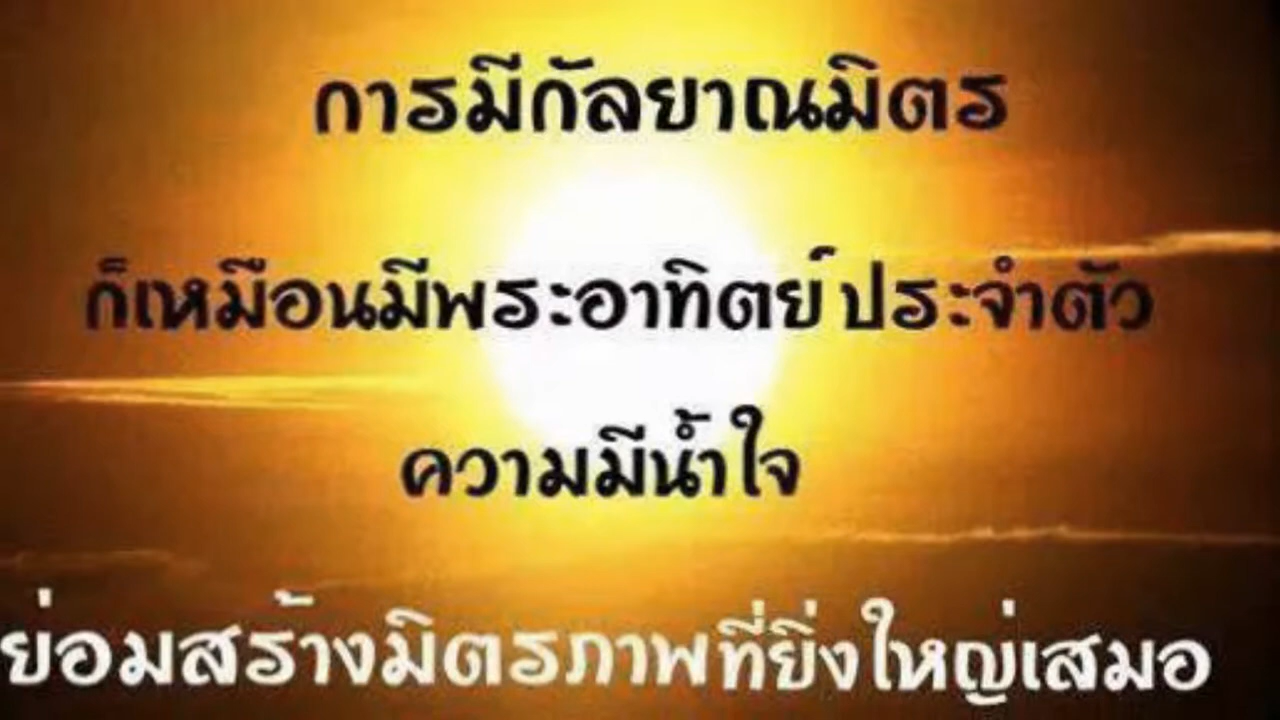 การมีกัลยาณมิตร
ก็เหมือนมีพระอาทิตย์ ประจำตัว
ความมีน้ำใจ
ย่อมสร้างมิตรภาพที่ยิ่งใหญ่เสมอ